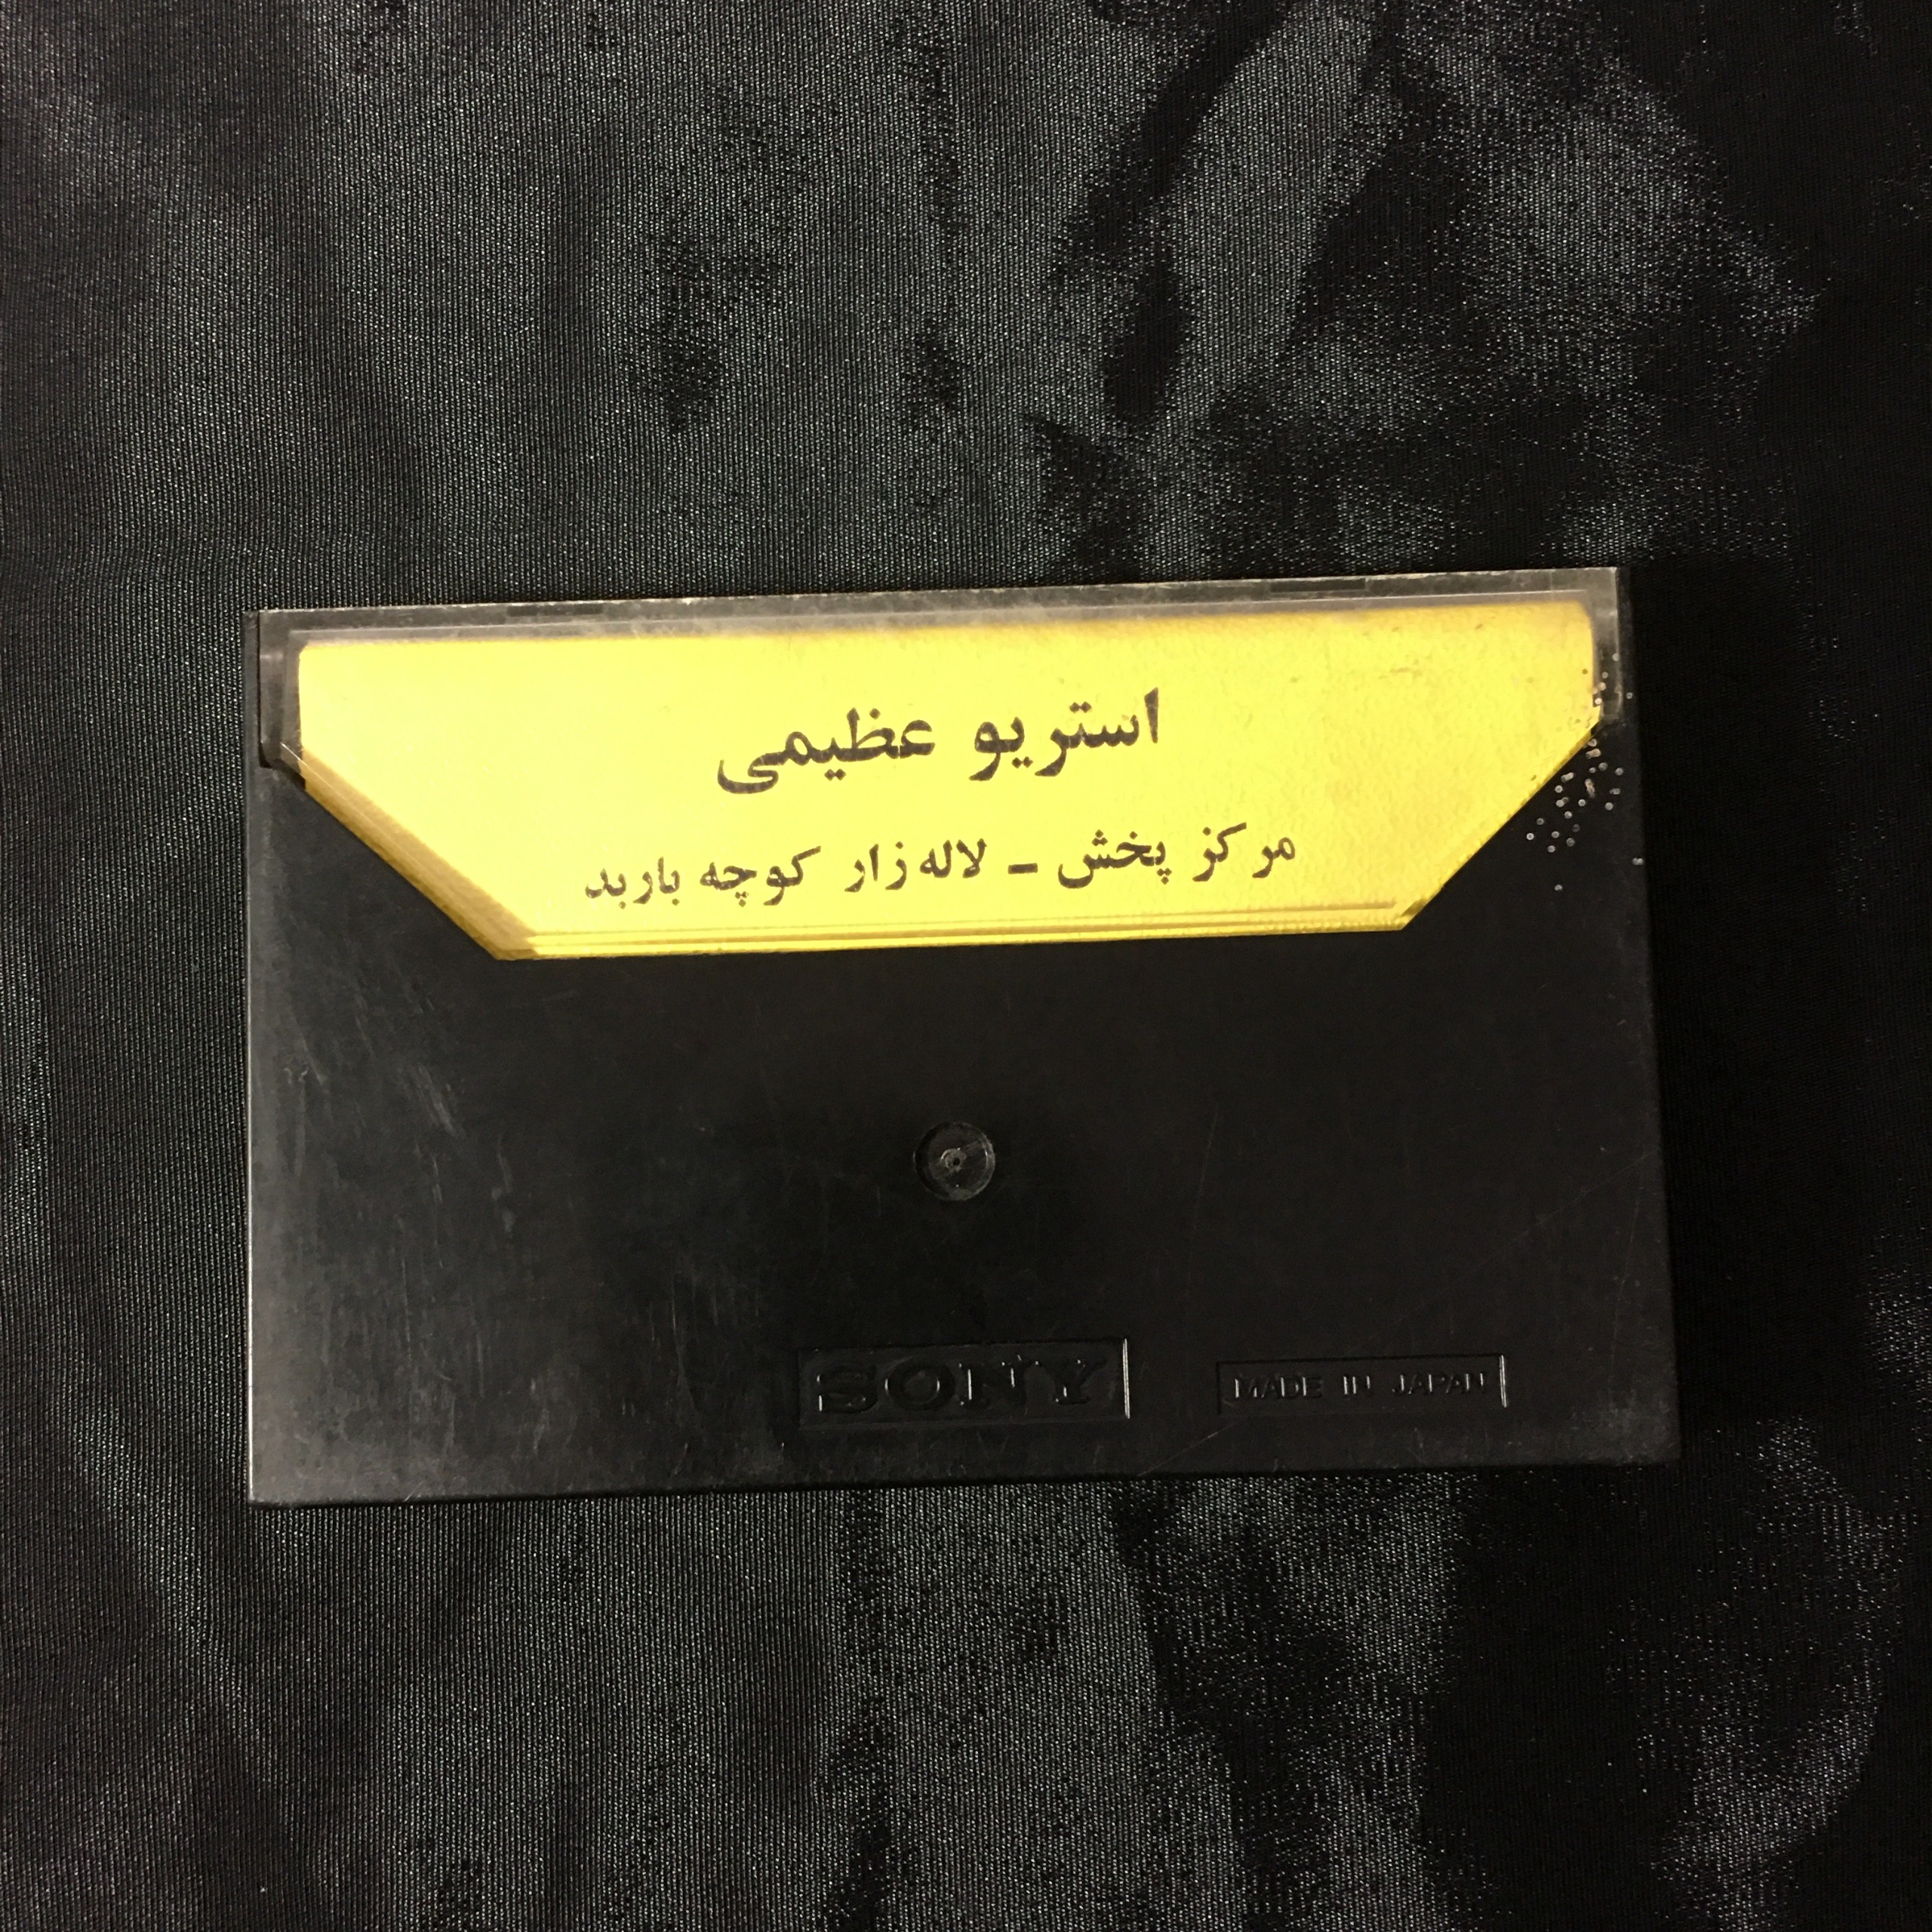 استریو عظیمی
مرکز پخش ـ لاله‌زار کوچه باربد
SONY
MADE IN JAPAN